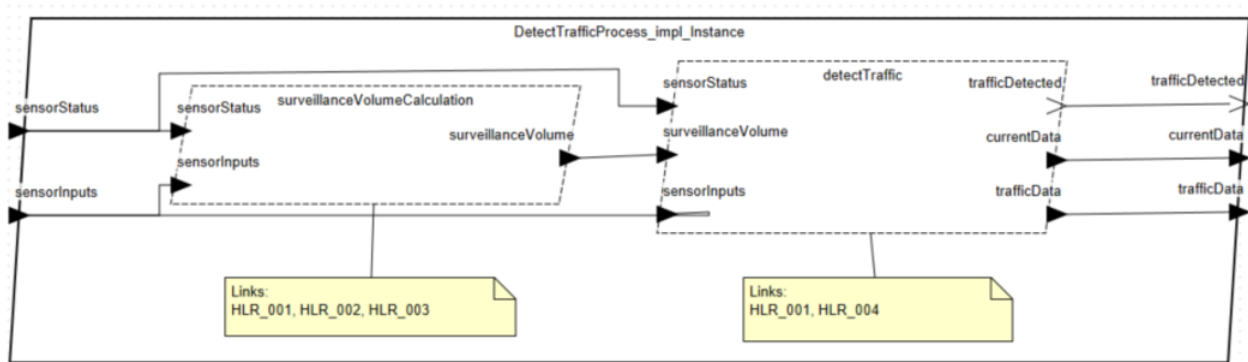 DetectTrafficProcess_impl_Instance
sensorStatus
sensorInputs
surveillanceVolumeCalculation
sensorStatus
sensorInputs
surveillanceVolume
detectTraffic
sensorStatus
surveillanceVolume
sensorInputs
trafficDetected
currentData
trafficData
trafficDetected
currentData
trafficData
Links:
HLR_001, HLR_002, HLR_003
Links:
HLR_001, HLR_004